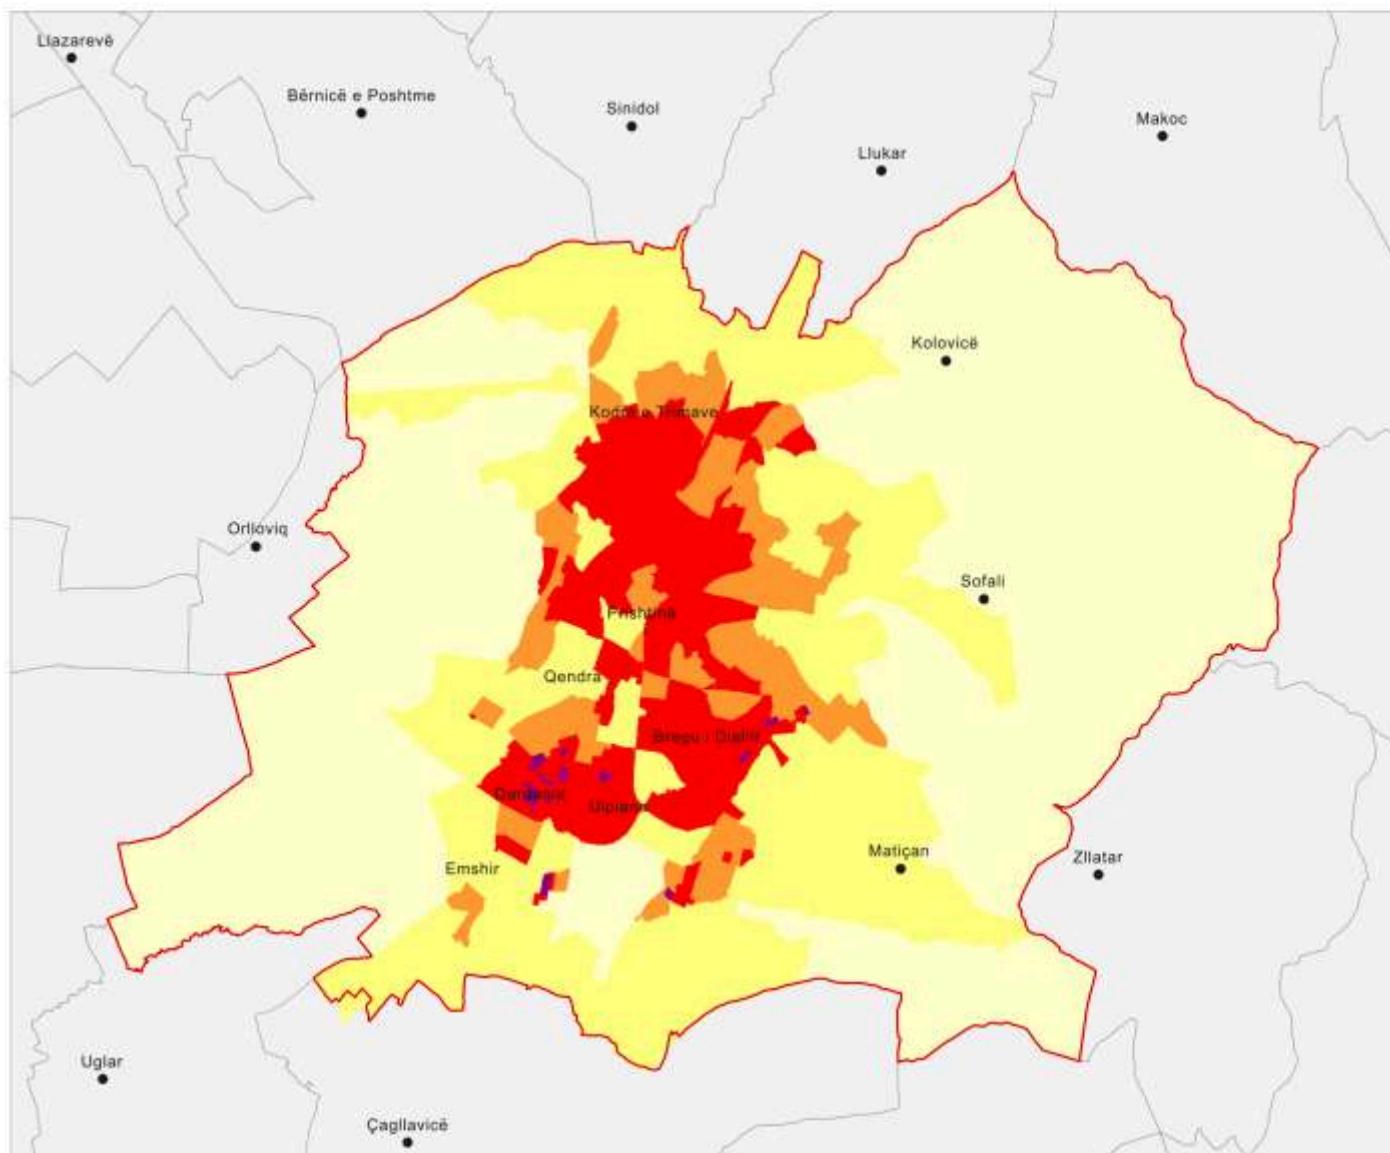 Llazarevë
Bërnicë e Poshtme
Sinidol
Makoc
Llukar
Kolovicë
Kodra e Trimave
Orlloviq
Sofali
Prishtina
Qendra
Bregu i Diellit
Dardania
Ulpiana
Matiçan
Zllatar
Emshir
Uglar
Çagllavicë